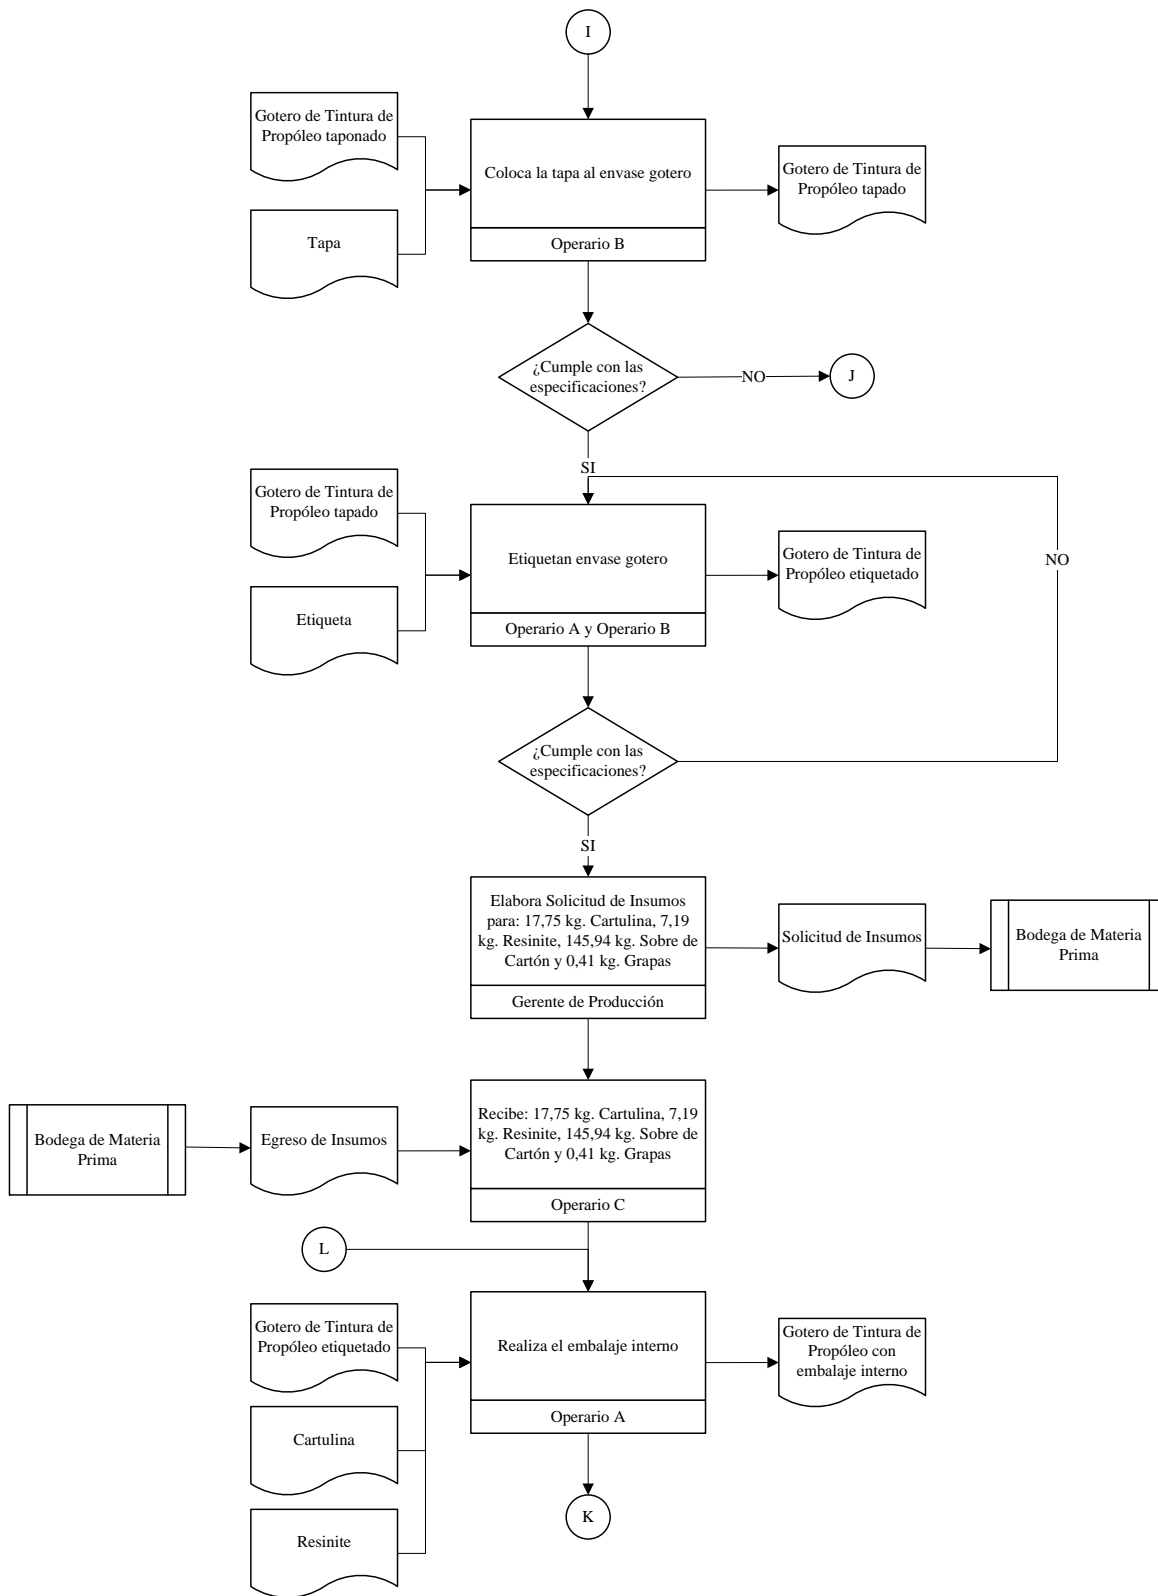 I
Gotero de Tintura de
Propóleo taponado
Tapa
Coloca la tapa al envase gotero
Operario B
Gotero de Tintura de
Propóleo tapado
¿Cumple con las
especificaciones?
NO
J
SI
Gotero de Tintura de
Propóleo tapado
Etiqueta
Etiquetan envase gotero
Operario A y Operario B
Gotero de Tintura de
Propóleo etiquetado
NO
¿Cumple con las
especificaciones?
SI
Elabora Solicitud de Insumos
para: 17,75 kg. Cartulina, 7,19
kg. Resinite, 145,94 kg. Sobre de
Cartón y 0,41 kg. Grapas
Gerente de Producción
Solicitud de Insumos
Bodega de Materia
Prima
Bodega de Materia
Prima
Egreso de Insumos
Recibe: 17,75 kg. Cartulina, 7,19
kg. Resinite, 145,94 kg. Sobre de
Cartón y 0,41 kg. Grapas
Operario C
L
Gotero de Tintura de
Propóleo etiquetado
Cartulina
Resinite
Realiza el embalaje interno
Operario A
Gotero de Tintura de
Propóleo con
embalaje interno
K